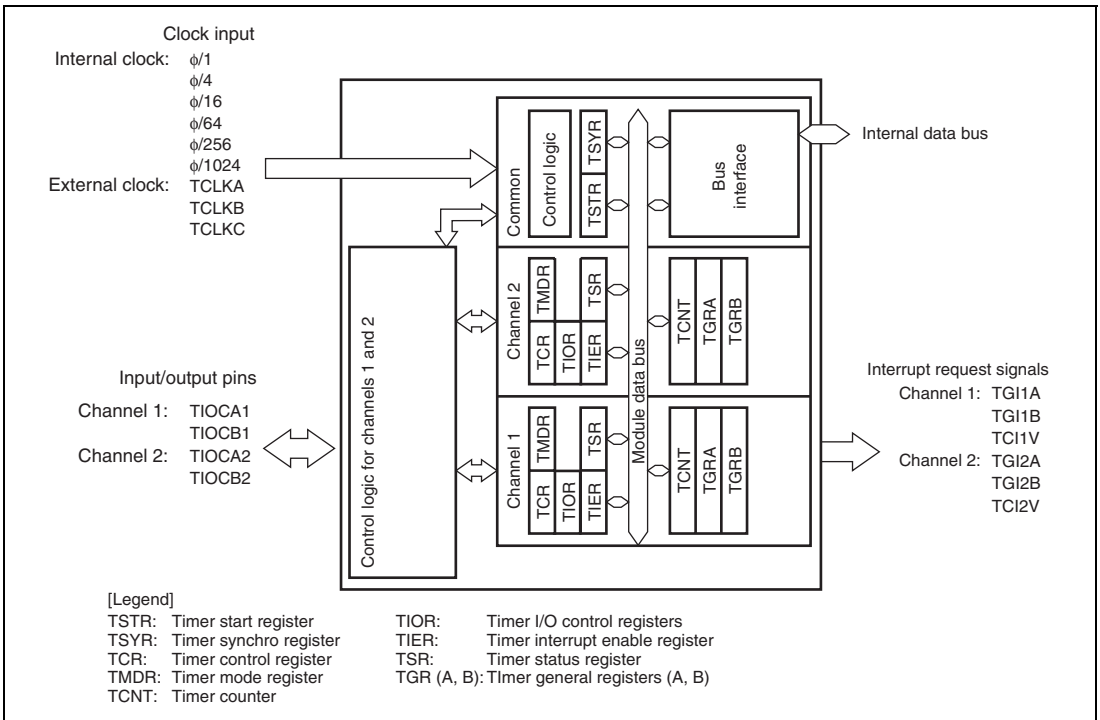 Clock input
Internal clock: ϕ/1
ϕ/4
ϕ/16
ϕ/64
ϕ/256
ϕ/1024
External clock: TCLKA
TCLKB
TCLKC
Common
Control logic
TSYR
TSTR
Bus
interface
Internal data bus
Control logic for channels 1 and 2
Channel 2
TMDR
TSR
TCR
TIOR
TIER
TCNT
TGRA
TGRB
Module data bus
Channel 1
TMDR
TSR
TCR
TIOR
TIER
TCNT
TGRA
TGRB
Input/output pins
Channel 1: TIOCA1
TIOCB1
Channel 2: TIOCA2
TIOCB2
Interrupt request signals
Channel 1: TGI1A
TGI1B
TCI1V
Channel 2: TGI2A
TGI2B
TCI2V
[Legend]
TSTR: Timer start register
TSYR: Timer synchro register
TCR: Timer control register
TMDR: Timer mode register
TCNT: Timer counter
TIOR: Timer I/O control registers
TIER: Timer interrupt enable register
TSR: Timer status register
TGR (A, B): TImer general registers (A, B)